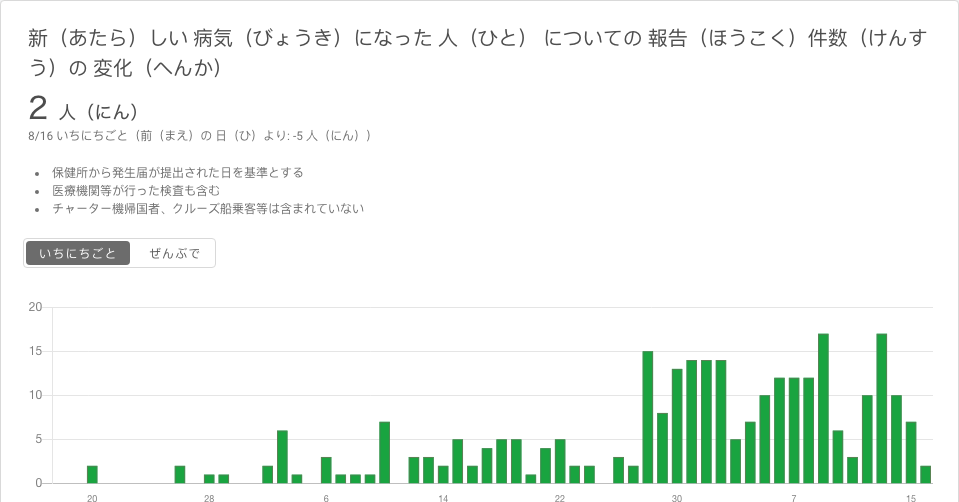 新（あたら）しい 病気（びょうき）になった 人（ひと） についての 報告（ほうこく）件数（けんす
う）の 変化（へんか）
2 人（にん）
8/16 いちにちごと（前（まえ）の 日（ひ）より: -5 人（にん））
保健所から発生届が提出された日を基準とする
医療機関等が行った検査も含む
チャーター機帰国者、クルーズ船乗客等は含まれていない
いちにちごと ぜんぶで
20
15
10
5
0
20 28 6 14 22 30 7 15